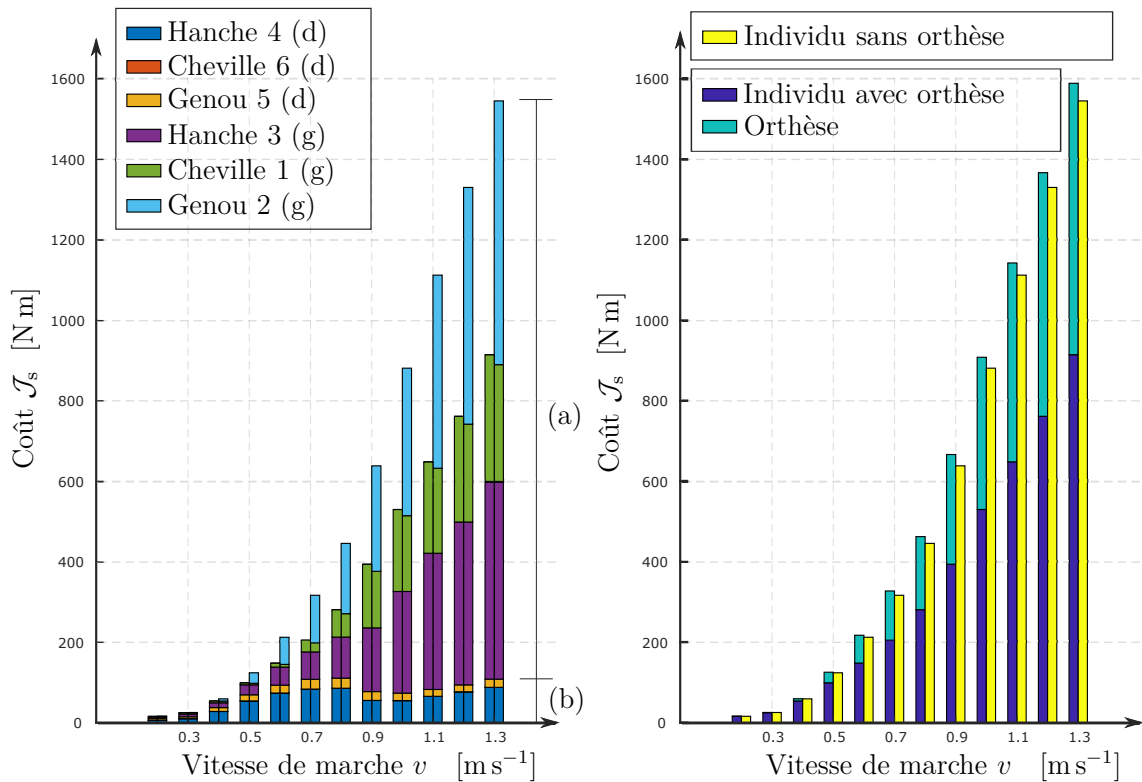 Hanche 4 (d)
Cheville 6 (d)
Genou 5 (d)
Hanche 3 (g)
Cheville 1 (g)
Genou 2 (g)
1600
1400
1200
1000
800
600
400
200
0
Coût 𝒥s [N m]
(a)
(b)
0.3 0.5 0.7 0.9 1.1 1.3
Vitesse de marche v [m s⁻¹]
Individu sans orthèse
Individu avec orthèse
Orthèse
1600
1400
1200
1000
800
600
400
200
0
Coût 𝒥s [N m]
0.3 0.5 0.7 0.9 1.1 1.3
Vitesse de marche v [m s⁻¹]